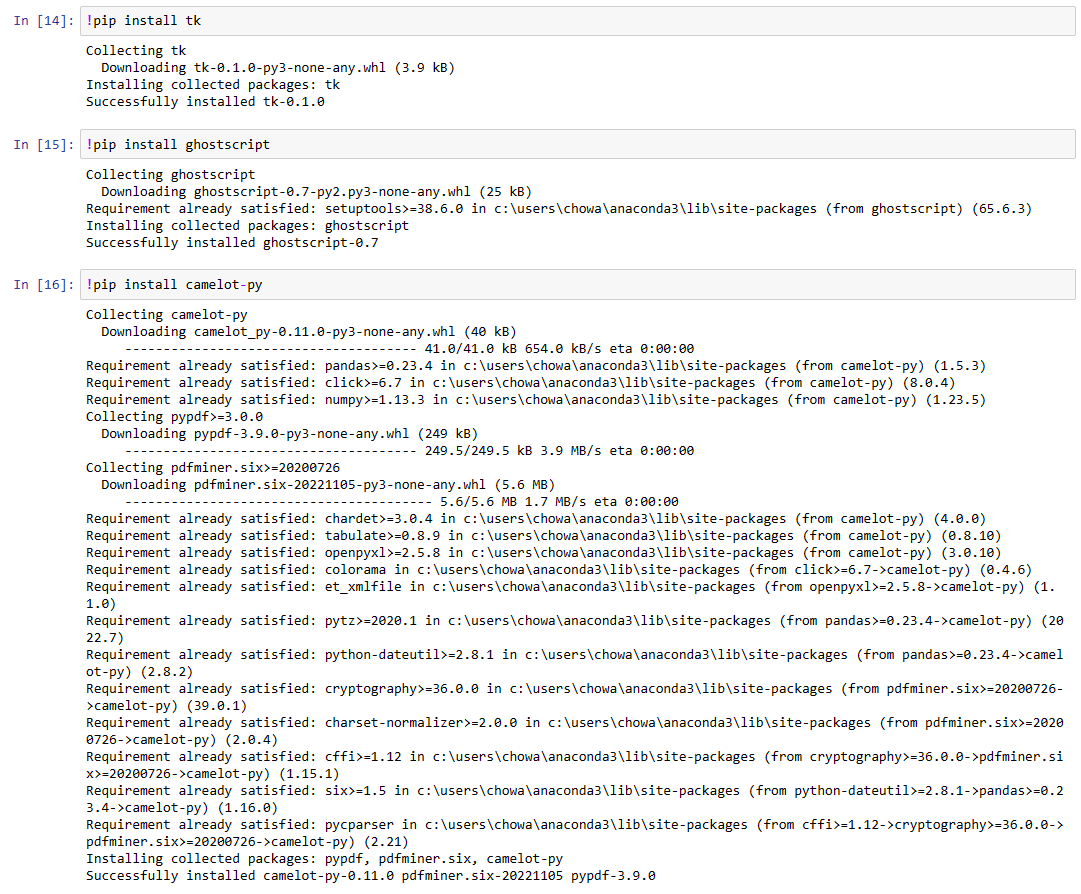 In [14]: !pip install tk
Collecting tk
  Downloading tk-0.1.0-py3-none-any.whl (3.9 kB)
Installing collected packages: tk
Successfully installed tk-0.1.0
In [15]: !pip install ghostscript
Collecting ghostscript
  Downloading ghostscript-0.7-py2.py3-none-any.whl (25 kB)
Requirement already satisfied: setuptools>=38.6.0 in c:\users\chowa\anaconda3\lib\site-packages (from ghostscript) (65.6.3)
Installing collected packages: ghostscript
Successfully installed ghostscript-0.7
In [16]: !pip install camelot-py
Collecting camelot-py
  Downloading camelot_py-0.11.0-py3-none-any.whl (40 kB)
     -------------------------------------- 41.0/41.0 kB 654.0 kB/s eta 0:00:00
Requirement already satisfied: pandas>=0.23.4 in c:\users\chowa\anaconda3\lib\site-packages (from camelot-py) (1.5.3)
Requirement already satisfied: click>=6.7 in c:\users\chowa\anaconda3\lib\site-packages (from camelot-py) (8.0.4)
Requirement already satisfied: numpy>=1.13.3 in c:\users\chowa\anaconda3\lib\site-packages (from camelot-py) (1.23.5)
Collecting pypdf>=3.0.0
  Downloading pypdf-3.9.0-py3-none-any.whl (249 kB)
     -------------------------------------- 249.5/249.5 kB 3.9 MB/s eta 0:00:00
Collecting pdfminer.six>=20200726
  Downloading pdfminer.six-20221105-py3-none-any.whl (5.6 MB)
     ---------------------------------------- 5.6/5.6 MB 1.7 MB/s eta 0:00:00
Requirement already satisfied: chardet>=3.0.4 in c:\users\chowa\anaconda3\lib\site-packages (from camelot-py) (4.0.0)
Requirement already satisfied: tabulate>=0.8.9 in c:\users\chowa\anaconda3\lib\site-packages (from camelot-py) (0.8.10)
Requirement already satisfied: openpyxl>=2.5.8 in c:\users\chowa\anaconda3\lib\site-packages (from camelot-py) (3.0.10)
Requirement already satisfied: colorama in c:\users\chowa\anaconda3\lib\site-packages (from click>=6.7->camelot-py) (0.4.6)
Requirement already satisfied: et_xmlfile in c:\users\chowa\anaconda3\lib\site-packages (from openpyxl>=2.5.8->camelot-py) (1.
1.0)
Requirement already satisfied: pytz>=2020.1 in c:\users\chowa\anaconda3\lib\site-packages (from pandas>=0.23.4->camelot-py) (20
22.7)
Requirement already satisfied: python-dateutil>=2.8.1 in c:\users\chowa\anaconda3\lib\site-packages (from pandas>=0.23.4->camel
ot-py) (2.8.2)
Requirement already satisfied: cryptography>=36.0.0 in c:\users\chowa\anaconda3\lib\site-packages (from pdfminer.six>=20200726-
>camelot-py) (39.0.1)
Requirement already satisfied: charset-normalizer>=2.0.0 in c:\users\chowa\anaconda3\lib\site-packages (from pdfminer.six>=2020
0726->camelot-py) (2.0.4)
Requirement already satisfied: cffi>=1.12 in c:\users\chowa\anaconda3\lib\site-packages (from cryptography>=36.0.0->pdfminer.si
x>=20200726->camelot-py) (1.15.1)
Requirement already satisfied: six>=1.5 in c:\users\chowa\anaconda3\lib\site-packages (from python-dateutil>=2.8.1->pandas>=0.2
3.4->camelot-py) (1.16.0)
Requirement already satisfied: pycparser in c:\users\chowa\anaconda3\lib\site-packages (from cffi>=1.12->cryptography>=36.0.0->
pdfminer.six>=20200726->camelot-py) (2.21)
Installing collected packages: pypdf, pdfminer.six, camelot-py
Successfully installed camelot-py-0.11.0 pdfminer.six-20221105 pypdf-3.9.0